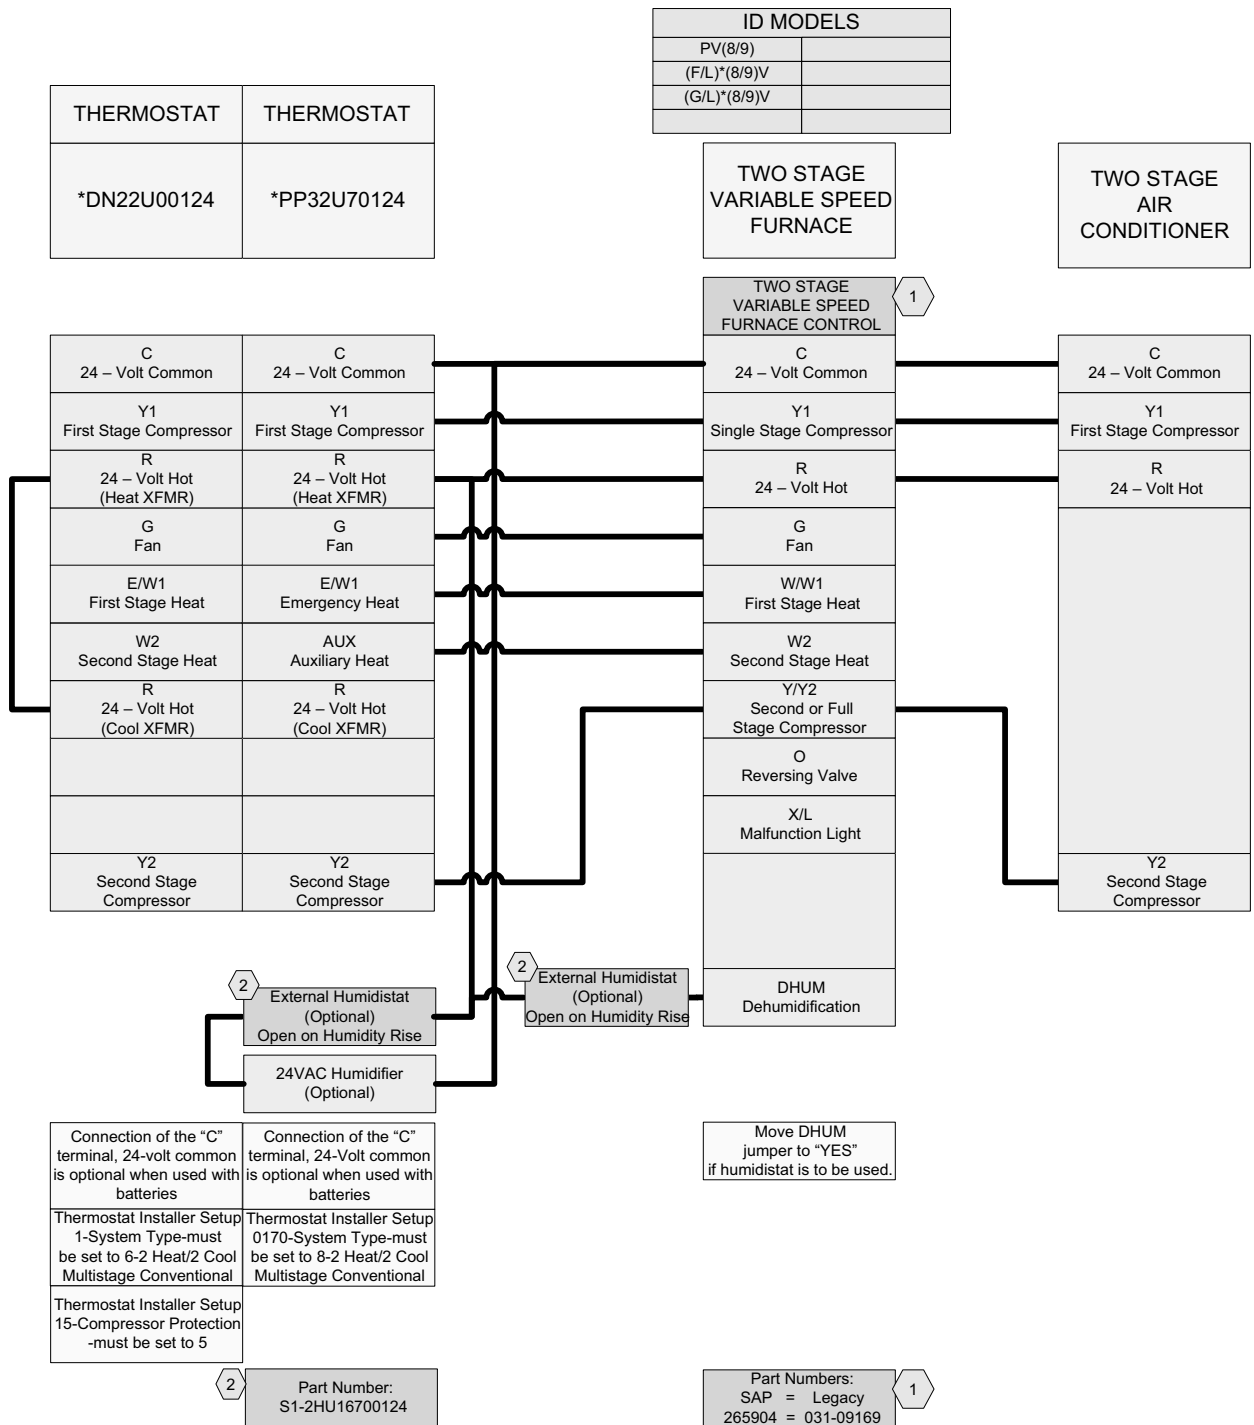 ID MODELS
PV(8/9)
(F/L)*(8/9)V
(G/L)*(8/9)V
THERMOSTAT
THERMOSTAT
*DN22U00124
*PP32U70124
TWO STAGE
VARIABLE SPEED
FURNACE
TWO STAGE
AIR
CONDITIONER
TWO STAGE
VARIABLE SPEED
FURNACE CONTROL
1
C
24 – Volt Common
C
24 – Volt Common
C
24 – Volt Common
C
24 – Volt Common
Y1
First Stage Compressor
Y1
First Stage Compressor
Y1
Single Stage Compressor
Y1
First Stage Compressor
R
24 – Volt Hot
(Heat XFMR)
R
24 – Volt Hot
(Heat XFMR)
R
24 – Volt Hot
R
24 – Volt Hot
G
Fan
G
Fan
G
Fan
E/W1
First Stage Heat
E/W1
Emergency Heat
W/W1
First Stage Heat
W2
Second Stage Heat
AUX
Auxiliary Heat
W2
Second Stage Heat
R
24 – Volt Hot
(Cool XFMR)
R
24 – Volt Hot
(Cool XFMR)
Y/Y2
Second or Full
Stage Compressor
O
Reversing Valve
X/L
Malfunction Light
Y2
Second Stage
Compressor
Y2
Second Stage
Compressor
Y2
Second Stage
Compressor
2
External Humidistat
(Optional)
Open on Humidity Rise
2
External Humidistat
(Optional)
Open on Humidity Rise
DHUM
Dehumidification
24VAC Humidifier
(Optional)
Connection of the “C”
terminal, 24-volt common
is optional when used with
batteries
Connection of the “C”
terminal, 24-Volt common
is optional when used with
batteries
Move DHUM
jumper to “YES”
if humidistat is to be used.
Thermostat Installer Setup
1-System Type-must
be set to 6-2 Heat/2 Cool
Multistage Conventional
Thermostat Installer Setup
0170-System Type-must
be set to 8-2 Heat/2 Cool
Multistage Conventional
Thermostat Installer Setup
15-Compressor Protection
-must be set to 5
2
Part Number:
S1-2HU16700124
Part Numbers:
SAP = Legacy
265904 = 031-09169
1